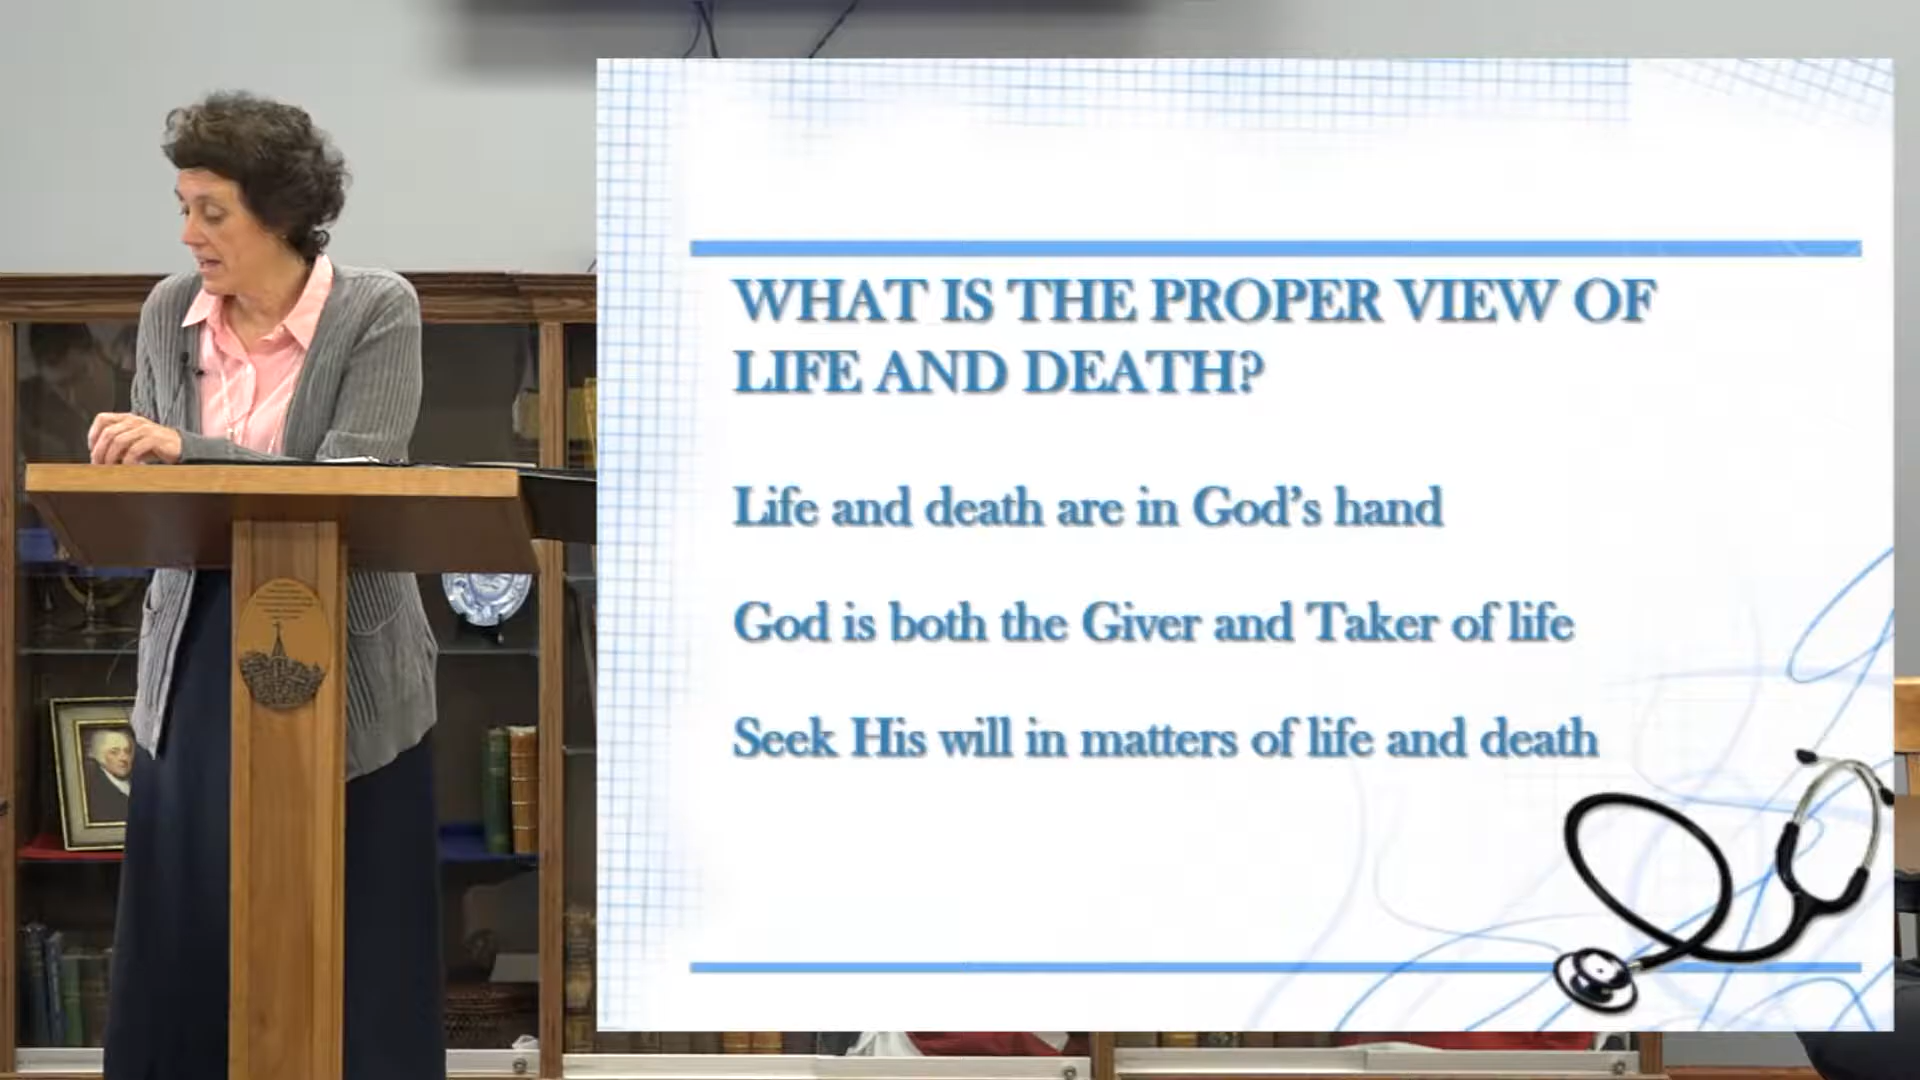 WHAT IS THE PROPER VIEW OF
LIFE AND DEATH?
Life and death are in God's hand
God is both the Giver and Taker of life
Seek His will in matters of life and death